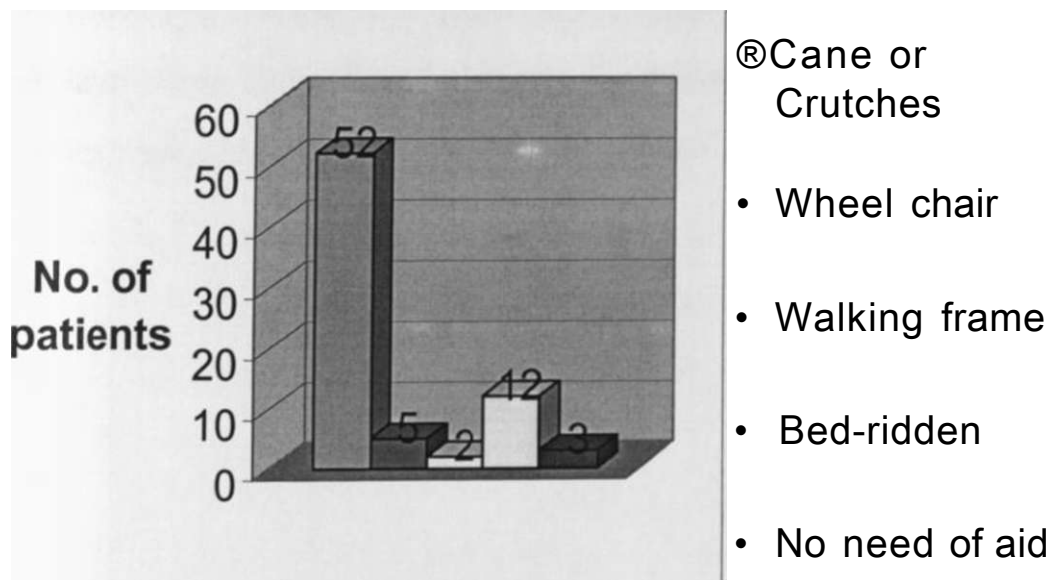 60
50
40
30
20
10
0
No. of
patients
52
5
2
12
3
®Cane or
Crutches
• Wheel chair
• Walking frame
• Bed-ridden
• No need of aid